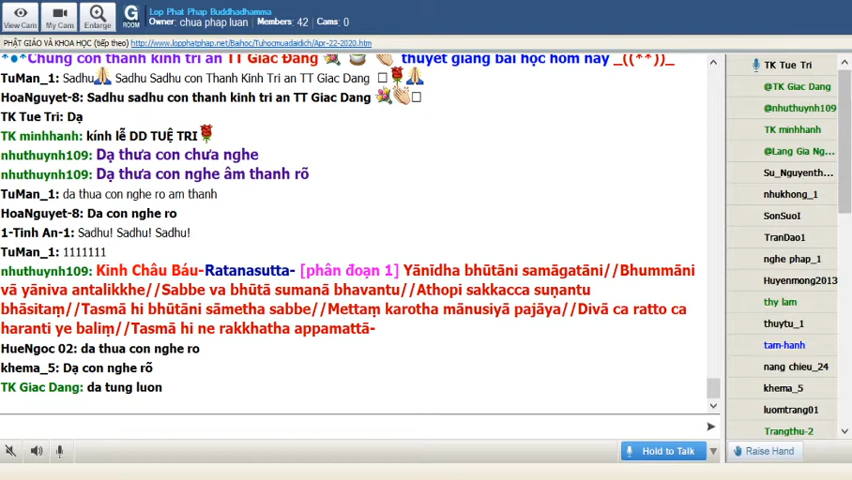 View Cam
My Cam
Enlarge
G
ROOM
Lop Phat Phap Buddhadhamma
Owner: chua phap luan Members: 42 Cams: 0
PHẬT GIÁO VÀ KHOA HỌC (tiếp theo) http://www.lopphatphap.net/Baihoc/Tuhocmuadaidich/Apr-22-2020.htm
*•*Chúng con thành kính tri ân TT Giác Đẳng thuyết giảng bài học hôm nay _((**))_
TuMan_1: Sadhu Sadhu Sadhu con Thanh Kinh Tri an TT Giac Dang
HoaNguyet-8: Sadhu sadhu con thanh kinh tri an TT Giac Dang
TK Tue Tri: Dạ
TK minhhanh: kính lễ DD TUỆ TRI
nhuthuynh109: Dạ thưa con chưa nghe
nhuthuynh109: Dạ thưa con nghe âm thanh rõ
TuMan_1: da thua con nghe ro am thanh
HoaNguyet-8: Da con nghe ro
1-Tinh An-1: Sadhu! Sadhu! Sadhu!
TuMan_1: 1111111
nhuthuynh109: Kinh Châu Báu-Ratanasutta- [phân đoạn 1] Yānīdha bhūtāni samāgatāni//Bhummāni
vā yāniva antalikkhe//Sabbe va bhūtā sumanā bhavantu//Athopi sakkacca suṇantu
bhāsitaṃ//Tasmā hi bhūtāni sāmetha sabbe//Mettaṃ karotha mānusiyā pajāya//Divā ca ratto ca
haranti ye baliṃ//Tasmā hi ne rakkhatha appamattā-
HueNgoc 02: da thua con nghe ro
khema_5: Dạ con nghe rõ
TK Giac Dang: da tung luon
TK Tue Tri
@TK Giac Dang
@nhuthuynh109
TK minhhanh
@Lang Gia Ng...
Su_Nguyenth...
nhukhong_1
SonSuoI
TranDao1
nghe phap_1
Huyenmong2013
thy lam
thuytu_1
tam-hanh
nang chieu_24
khema_5
luomtrang01
Trangthu-2
Hold to Talk
Raise Hand